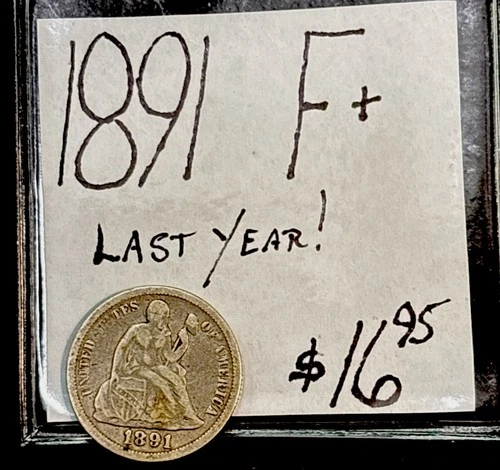 1891 F+
LAST YEAR!
$16.95
UNITED STATES OF AMERICA
1891